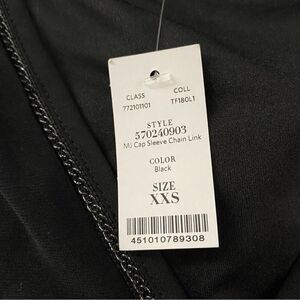 CLASS COLL
772101101 TF180L1
STYLE
570240903
MJ Cap Sleeve Chain Link
COLOR
Black
SIZE
XXS
451010789308